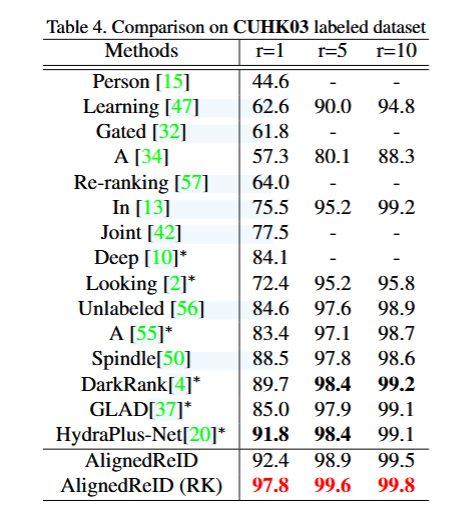 Table 4. Comparison on CUHK03 labeled dataset
Methods r=1 r=5 r=10
Person [15] 44.6 - -
Learning [47] 62.6 90.0 94.8
Gated [32] 61.8 - -
A [34] 57.3 80.1 88.3
Re-ranking [57] 64.0 - -
In [13] 75.5 95.2 99.2
Joint [42] 77.5 - -
Deep [10]* 84.1 - -
Looking [2]* 72.4 95.2 95.8
Unlabeled [56] 84.6 97.6 98.9
A [55]* 83.4 97.1 98.7
Spindle[50] 88.5 97.8 98.6
DarkRank[4]* 89.7 98.4 99.2
GLAD[37]* 85.0 97.9 99.1
HydraPlus-Net[20]* 91.8 98.4 99.1
AlignedReID 92.4 98.9 99.5
AlignedReID (RK) 97.8 99.6 99.8